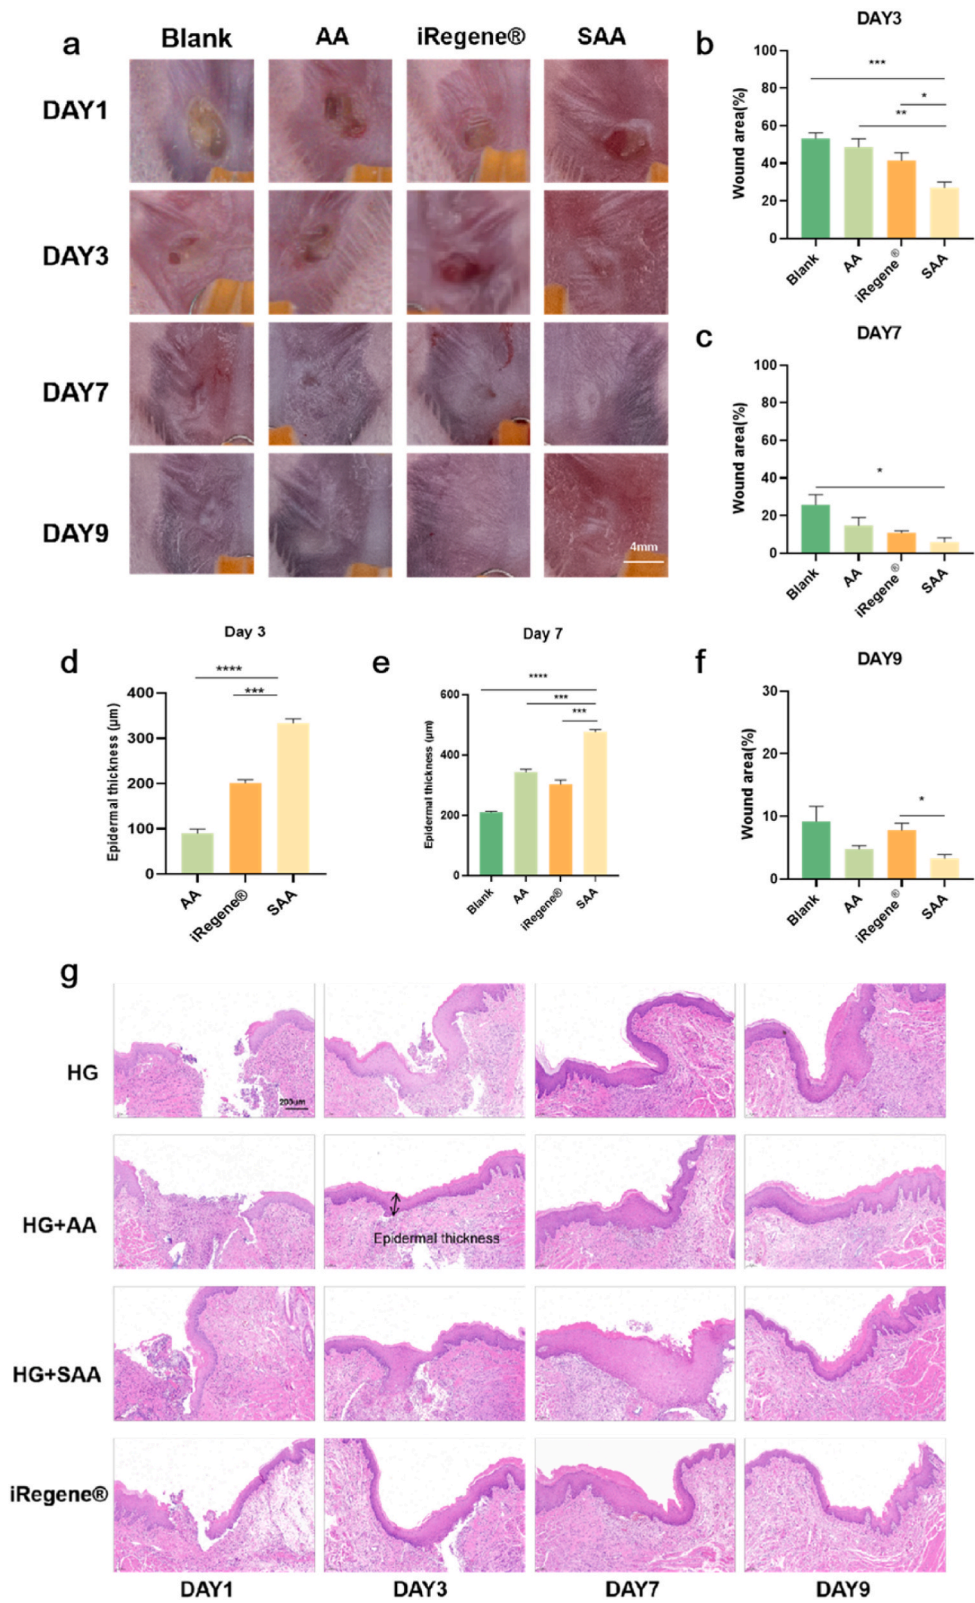 a
Blank AA iRegene® SAA
DAY1
DAY3
DAY7
DAY9
4mm
b
DAY3
Wound area(%)
100
80
60
40
20
0
***
*
**
Blank AA iRegene® SAA
c
DAY7
Wound area(%)
100
80
60
40
20
0
*
Blank AA iRegene® SAA
d
Day 3
Epidermal thickness (µm)
400
300
200
100
0
****
***
AA iRegene® SAA
e
Day 7
Epidermal thickness (µm)
600
400
200
0
****
***
***
Blank AA iRegene® SAA
f
DAY9
Wound area(%)
30
20
10
0
*
Blank AA iRegene® SAA
g
HG
200um
HG+AA
Epidermal thickness
HG+SAA
iRegene®
DAY1 DAY3 DAY7 DAY9